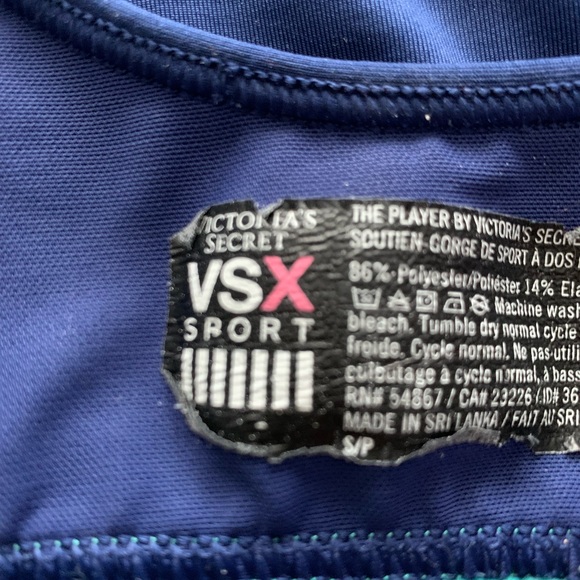 VICTORIA'S
SECRET
VSX
SPORT
THE PLAYER BY VICTORIA'S SECRE
SOUTIEN-GORGE DE SPORT À DOS
86% Polyester/Poliéster 14% Ela
Machine wash
bleach. Tumble dry normal cycle
froide. Cycle normal. Ne pas utili
culbutage à cycle normal, à bass
RN# 54867 / CA# 23226 / ID# 36
MADE IN SRI LANKA / FAIT AU SRI
S/P